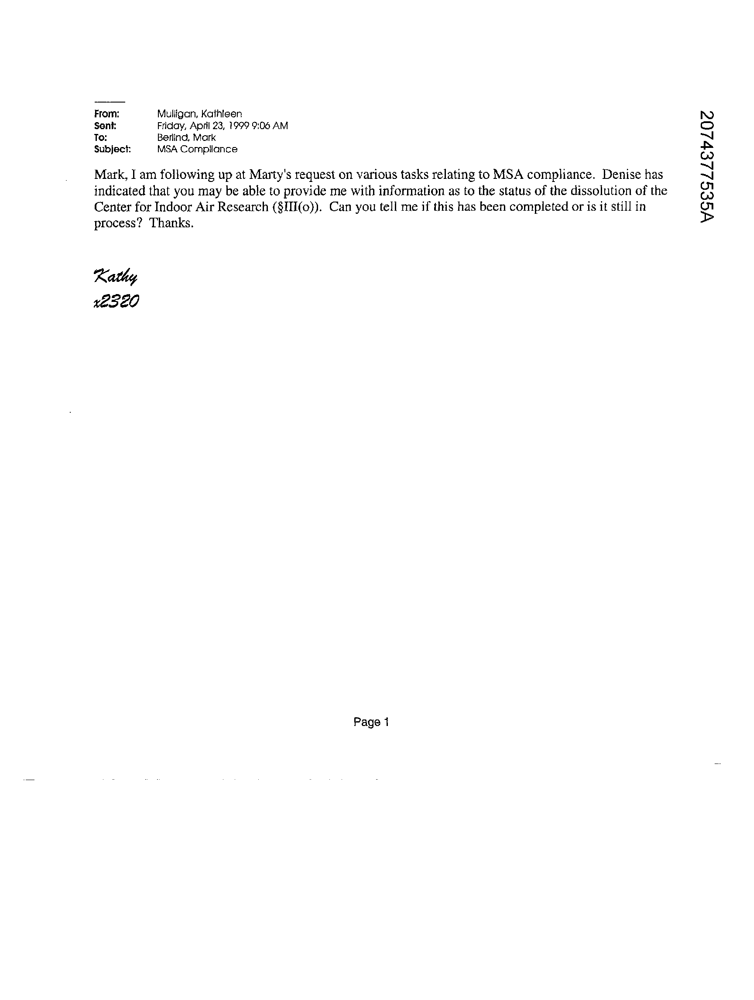 From: Mulligan, Kathleen
Sent: Friday, April 23, 1999 9:06 AM
To: Berlind, Mark
Subject: MSA Compliance
Mark, I am following up at Marty's request on various tasks relating to MSA compliance. Denise has
indicated that you may be able to provide me with information as to the status of the dissolution of the
Center for Indoor Air Research (§III(o)). Can you tell me if this has been completed or is it still in
process? Thanks.
Kathy
x2320
Page 1
2074377535A